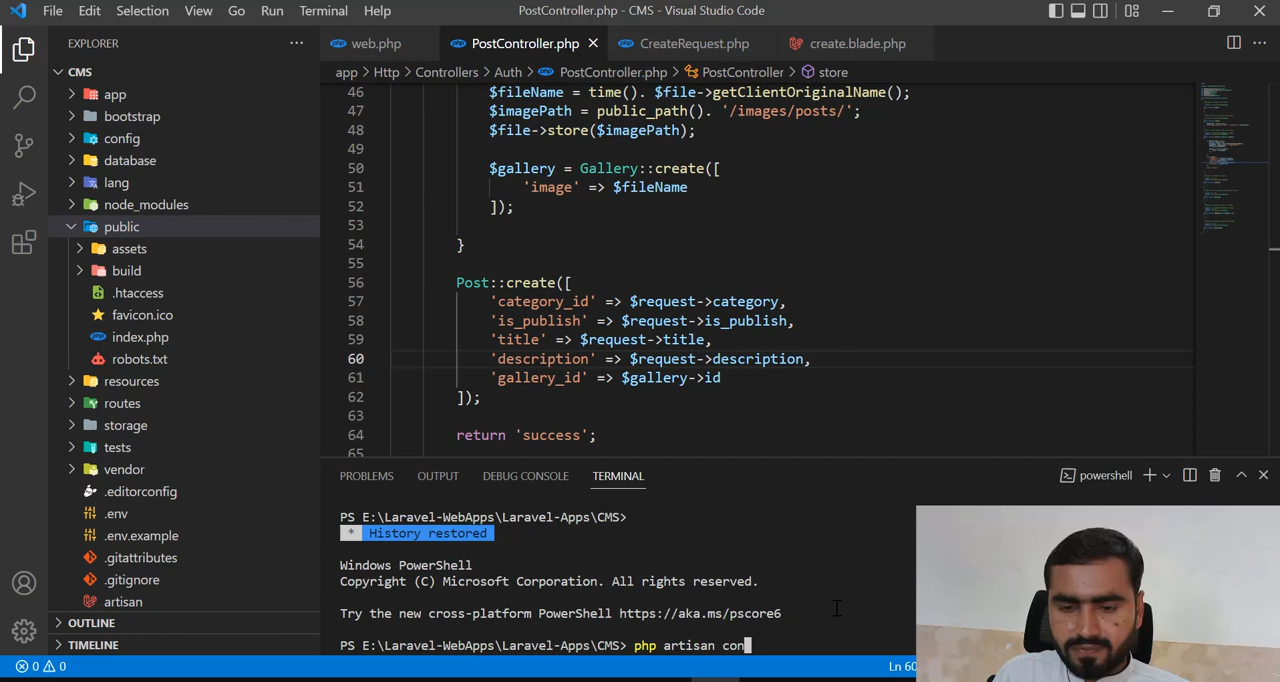 File Edit Selection View Go Run Terminal Help
PostController.php - CMS - Visual Studio Code
EXPLORER
CMS
app
bootstrap
config
database
lang
node_modules
public
assets
build
.htaccess
favicon.ico
index.php
robots.txt
resources
routes
storage
tests
vendor
.editorconfig
.env
.env.example
.gitattributes
.gitignore
artisan
OUTLINE
TIMELINE
web.php PostController.php CreateRequest.php create.blade.php
app > Http > Controllers > Auth > PostController.php > PostController > store
46 $fileName = time(). $file->getClientOriginalName();
47 $imagePath = public_path(). '/images/posts/';
48 $file->store($imagePath);
49
50 $gallery = Gallery::create([
51 'image' => $fileName
52 ]);
53
54 }
55
56 Post::create([
57 'category_id' => $request->category,
58 'is_publish' => $request->is_publish,
59 'title' => $request->title,
60 'description' => $request->description,
61 'gallery_id' => $gallery->id
62 ]);
63
64 return 'success';
65
PROBLEMS OUTPUT DEBUG CONSOLE TERMINAL
powershell
PS E:\Laravel-WebApps\Laravel-Apps\CMS>
* History restored
Windows PowerShell
Copyright (C) Microsoft Corporation. All rights reserved.
Try the new cross-platform PowerShell https://aka.ms/pscore6
PS E:\Laravel-WebApps\Laravel-Apps\CMS> php artisan con
0 0
Ln 60